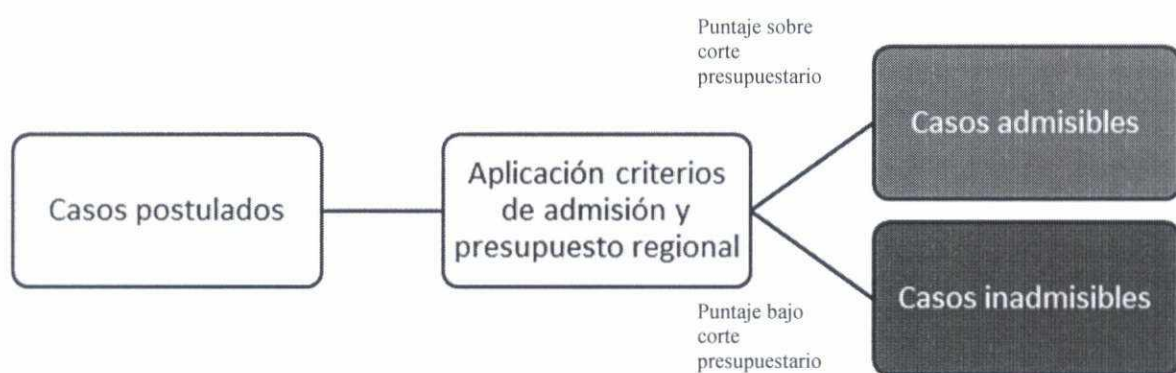 Casos postulados
Aplicación criterios
de admisión y
presupuesto regional
Puntaje sobre
corte
presupuestario
Casos admisibles
Puntaje bajo
corte
presupuestario
Casos inadmisibles